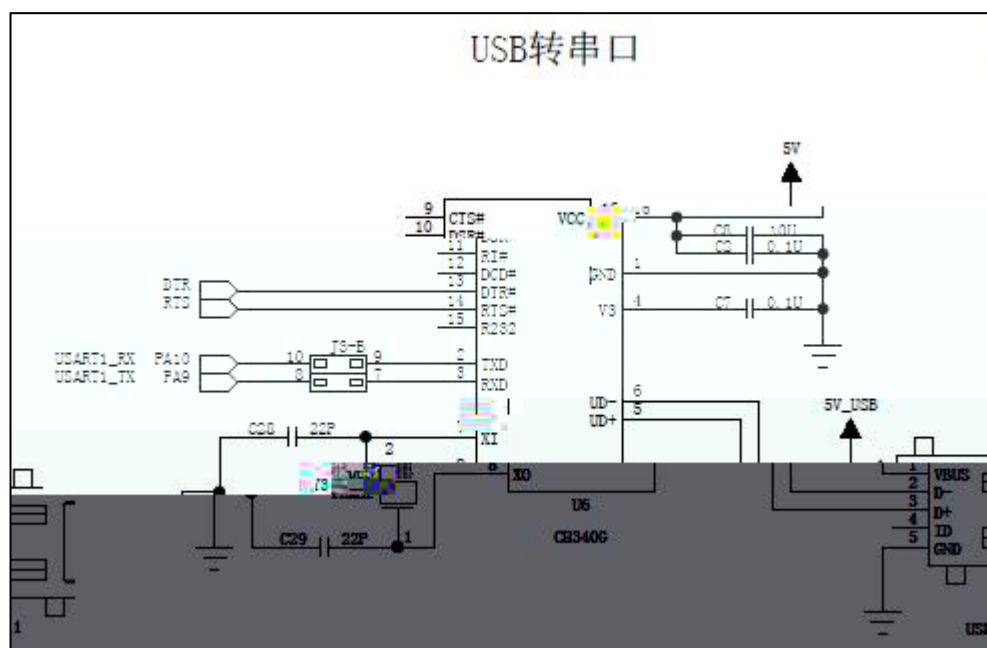 USB转串口
5V
9 CTS# VCC
10
C2 0.1U
11 RI#
12 DCD# GND 1
DTR 13 DTR#
RTS 14 RTS# V3 4 C7 0.1U
15 R232
J3-B
USART1_RX PA10 10 9 2 TXD
USART1_TX PA9 8 7 3 RXD
UD- 6
UD+ 5
5V_USB
C28 22P XI
2
XO
1 VBUS
2 D-
3 D+
4 ID
5 GND
U6
CH340G
C29 22P 1
1